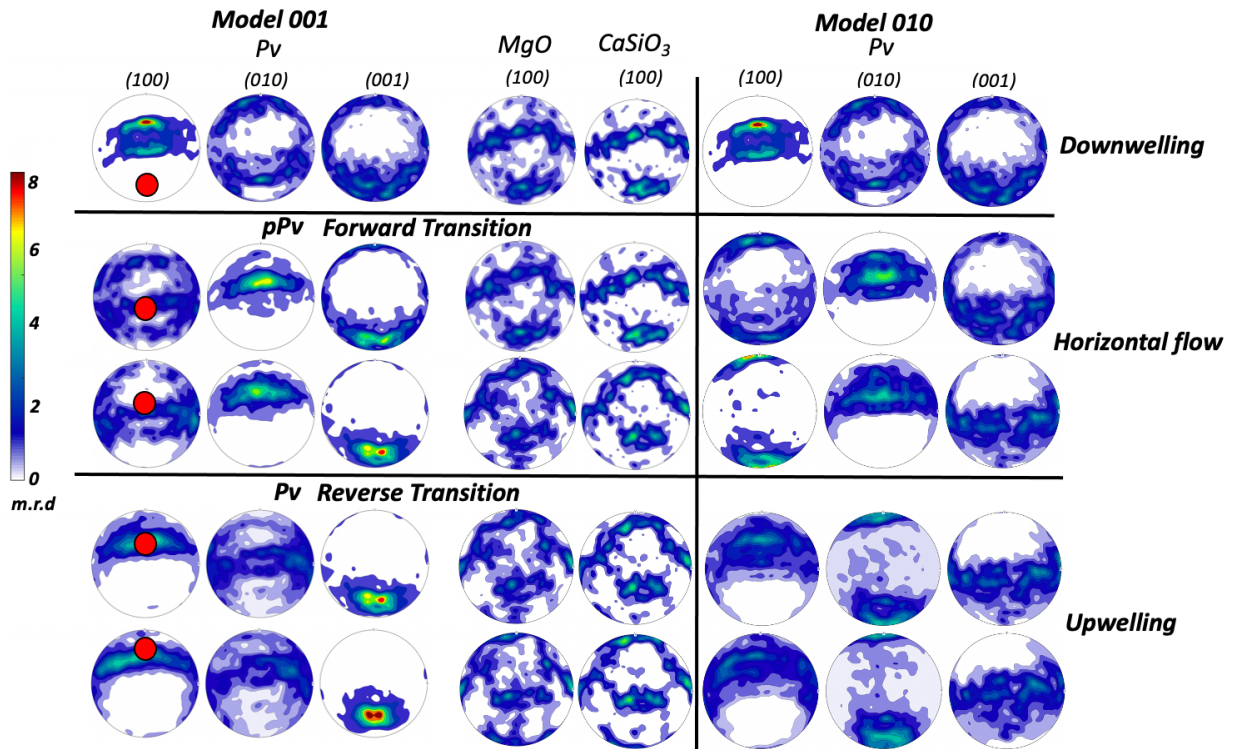 Model 001
Model 010
Pv
MgO
CaSiO₃
Pv
(100) (010) (001) (100) (100) (100) (010) (001)
Downwelling
8
6
4
2
0
m.r.d
pPv Forward Transition
Horizontal flow
Pv Reverse Transition
Upwelling